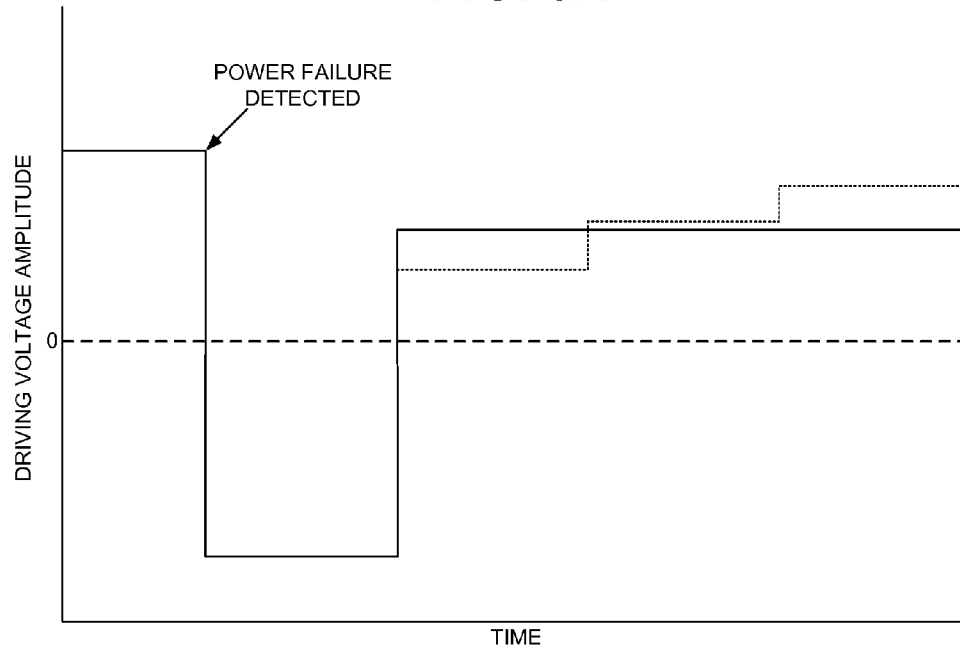 POWER FAILURE
DETECTED
DRIVING VOLTAGE AMPLITUDE
0
TIME